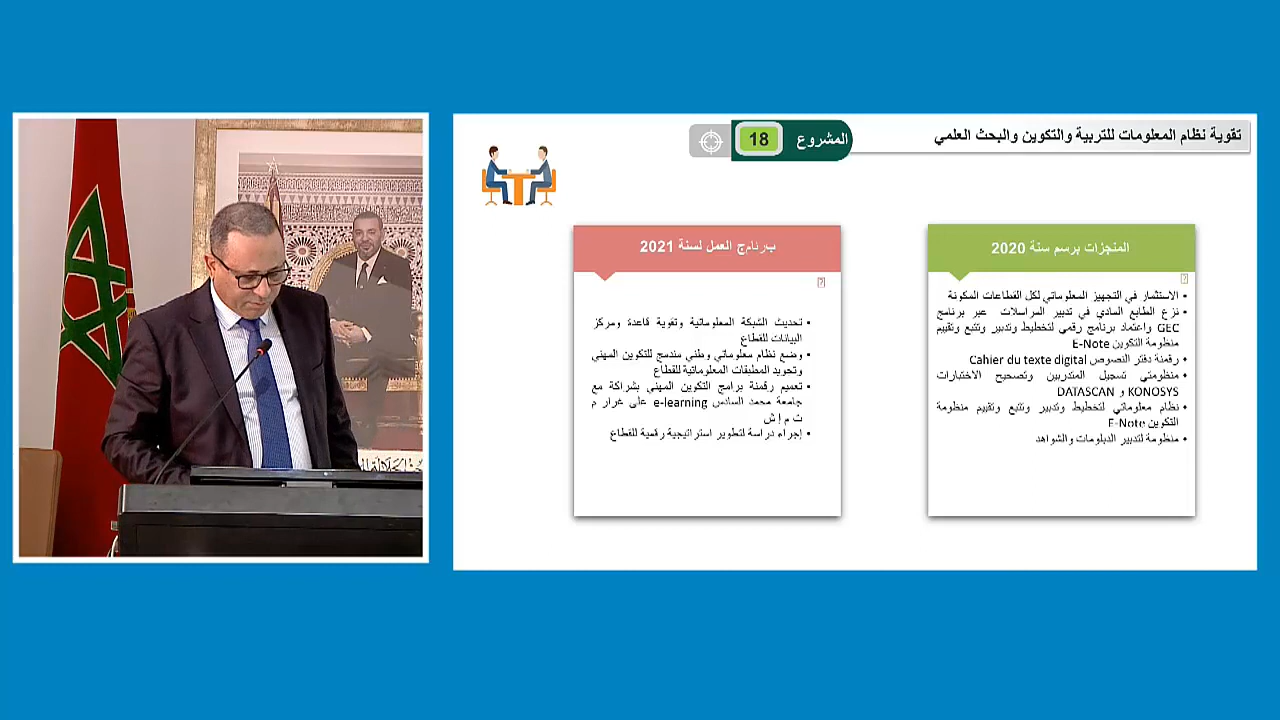 تقوية نظام المعلومات للتربية والتكوين والبحث العلمي
المشروع 18
المنجزات برسم سنة 2020
• الاستثمار في التجهيز المعلوماتي لكل القطاعات المكونة
• نزع الطابع المادي في تدبير المراسلات عبر برنامج
GEC واعتماد برنامج رقمي لتخطيط وتدبير وتتبع وتقييم
منظومة التكوين E-Note
• رقمنة دفتر النصوص Cahier du texte digital
• منظومتي تسجيل المتدربين وتصحيح الاختبارات
KONOSYS و DATASCAN
• نظام معلوماتي لتخطيط وتدبير وتتبع وتقييم منظومة
التكوين E-Note
• منظومة لتدبير الدبلومات والشواهد
برنامج العمل لسنة 2021
• تحديث الشبكة المعلوماتية وتقوية قاعدة ومركز
البيانات للقطاع
• وضع نظام معلوماتي وطني مندمج للتكوين المهني
وتجويد المطبقات المعلوماتية للقطاع
• تعميم رقمنة برامج التكوين المهني بشراكة مع
جامعة محمد السادس e-learning على غرار م
ت م إ ش
• إجراء دراسة لتطوير استراتيجية رقمية للقطاع